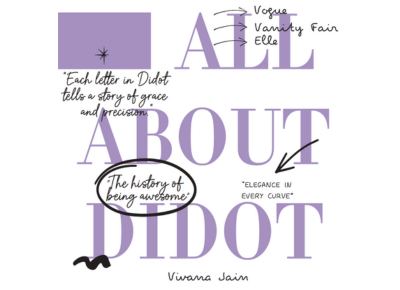 ALL
Vogue
Vanity Fair
Elle
"Each letter in Didot
tells a story of grace
and precision."
ABOUT
"The history of
being awesome"
"ELEGANCE IN
EVERY CURVE"
DIDOT
Vivana Jain